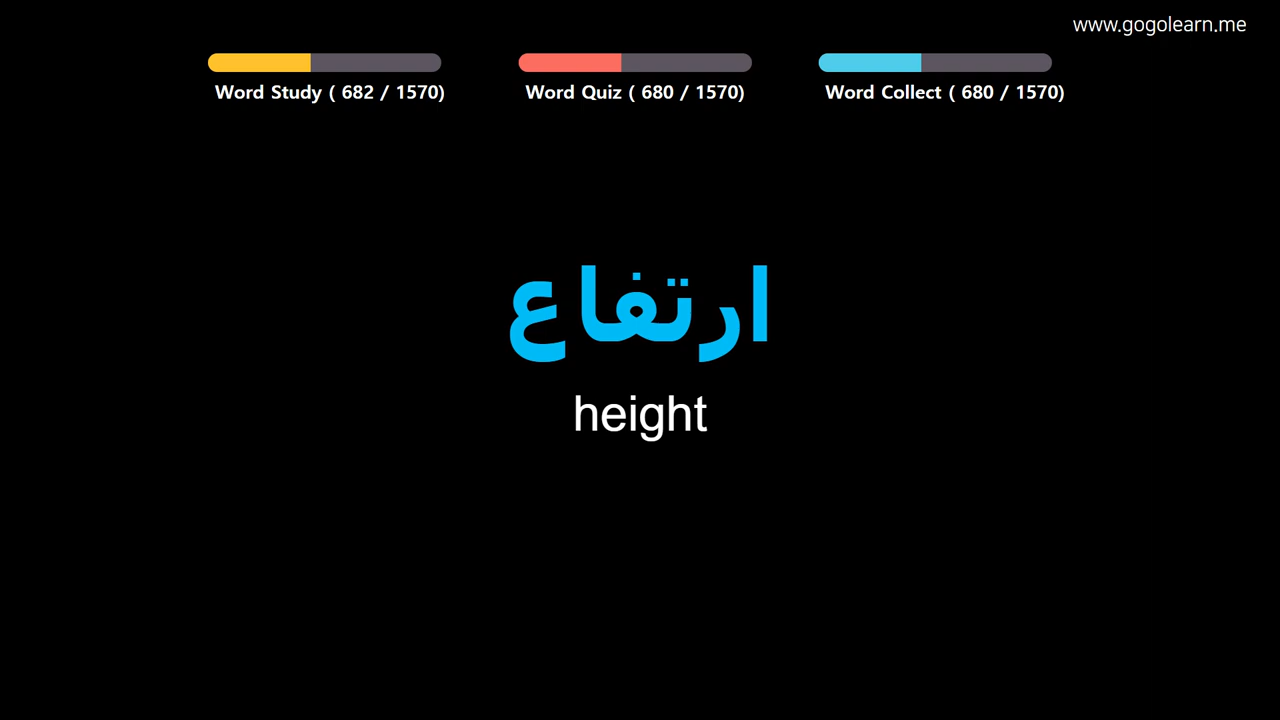 www.gogolearn.me
Word Study ( 682 / 1570)
Word Quiz ( 680 / 1570)
Word Collect ( 680 / 1570)
ارتفاع
height